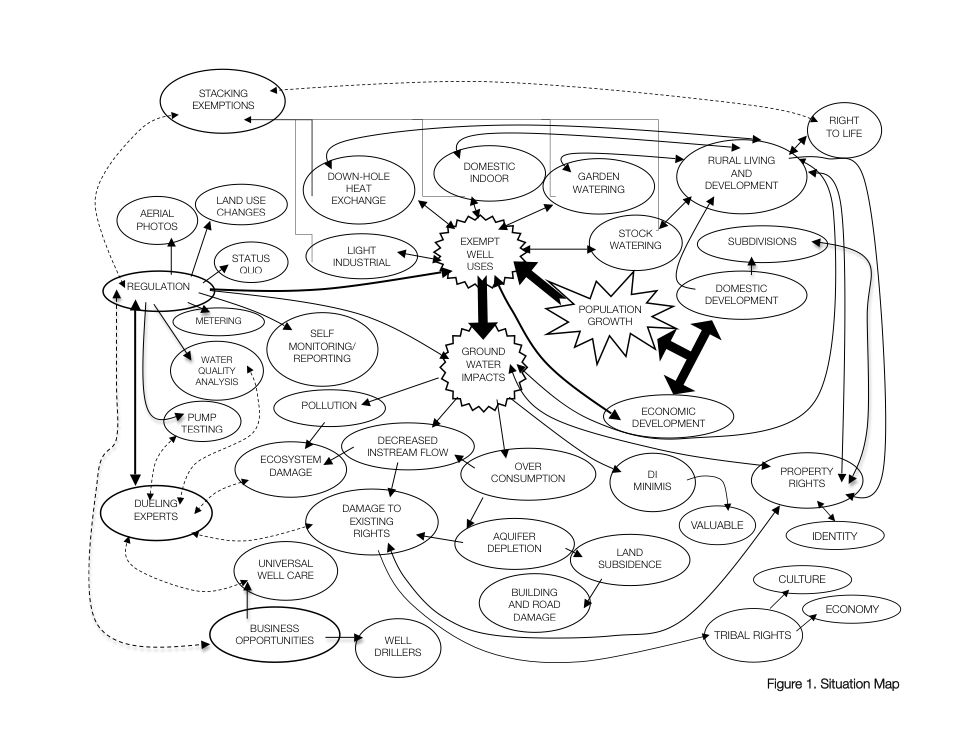 STACKING
EXEMPTIONS
RIGHT
TO LIFE
DOWN-HOLE
HEAT
EXCHANGE
DOMESTIC
INDOOR
GARDEN
WATERING
RURAL LIVING
AND
DEVELOPMENT
AERIAL
PHOTOS
LAND USE
CHANGES
LIGHT
INDUSTRIAL
EXEMPT
WELL
USES
STOCK
WATERING
SUBDIVISIONS
STATUS
QUO
REGULATION
DOMESTIC
DEVELOPMENT
POPULATION
GROWTH
METERING
SELF
MONITORING/
REPORTING
GROUND
WATER
IMPACTS
WATER
QUALITY
ANALYSIS
POLLUTION
ECONOMIC
DEVELOPMENT
PUMP
TESTING
DECREASED
INSTREAM FLOW
ECOSYSTEM
DAMAGE
OVER
CONSUMPTION
DI
MINIMIS
PROPERTY
RIGHTS
DUELING
EXPERTS
DAMAGE TO
EXISTING
RIGHTS
VALUABLE
IDENTITY
AQUIFER
DEPLETION
LAND
SUBSIDENCE
UNIVERSAL
WELL CARE
BUILDING
AND ROAD
DAMAGE
CULTURE
ECONOMY
BUSINESS
OPPORTUNITIES
WELL
DRILLERS
TRIBAL RIGHTS
Figure 1. Situation Map